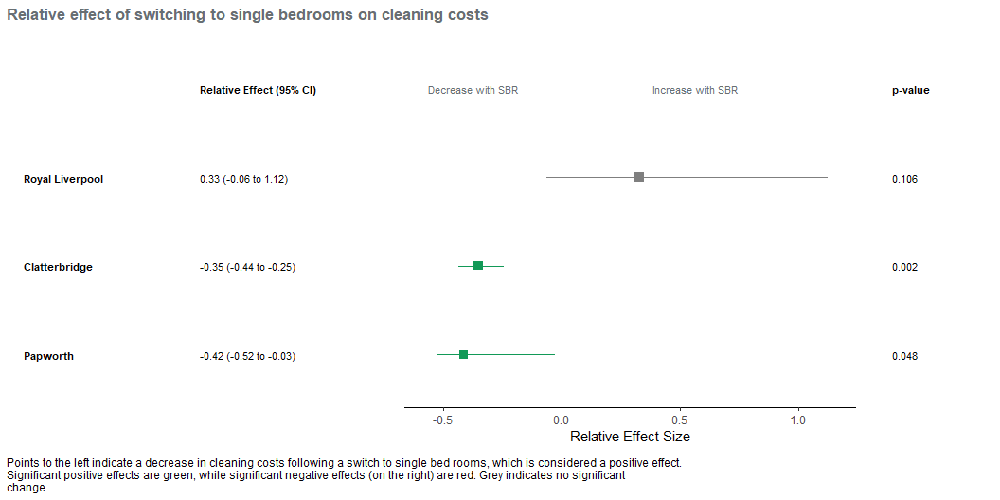 Relative effect of switching to single bedrooms on cleaning costs
Relative Effect (95% CI) Decrease with SBR Increase with SBR p-value
Royal Liverpool 0.33 (-0.06 to 1.12) 0.106
Clatterbridge -0.35 (-0.44 to -0.25) 0.002
Papworth -0.42 (-0.52 to -0.03) 0.048
-0.5 0.0 0.5 1.0
Relative Effect Size
Points to the left indicate a decrease in cleaning costs following a switch to single bed rooms, which is considered a positive effect.
Significant positive effects are green, while significant negative effects (on the right) are red. Grey indicates no significant
change.